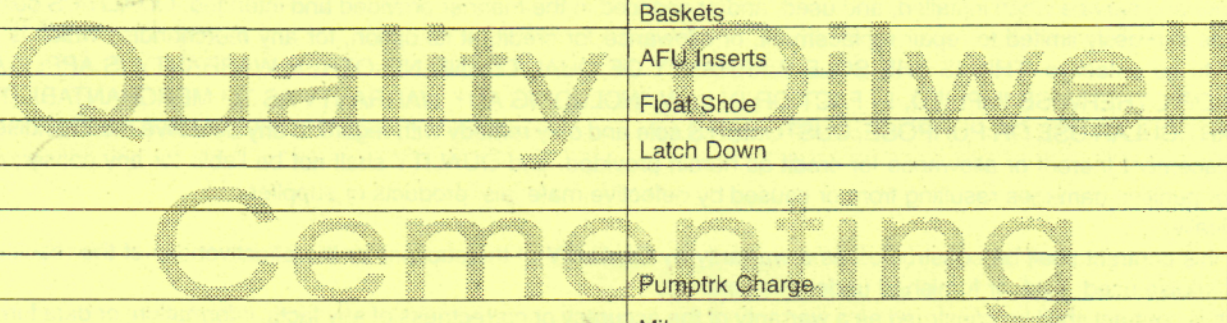 Baskets
Quality Oilwell
AFU Inserts
Float Shoe
Latch Down
Cementing
Pumptrk Charge